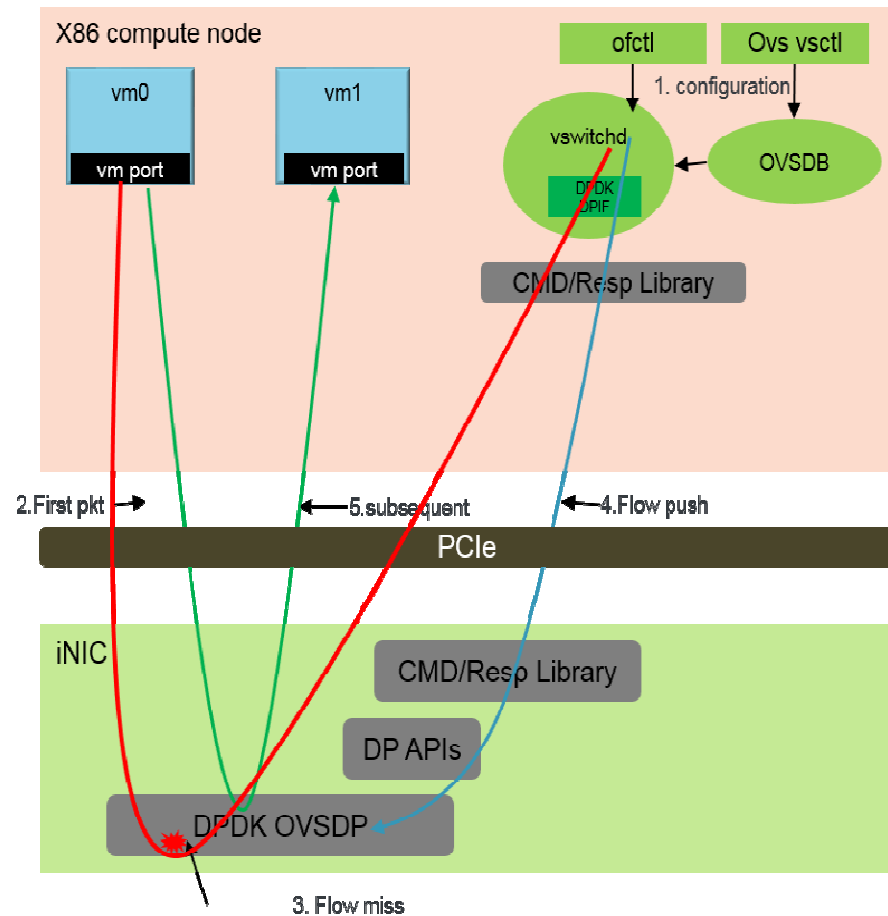 X86 compute node
ofctl
Ovs vsctl
vm0
vm1
1. configuration
vswitchd
OVSDB
vm port
vm port
DPDK
DPIF
CMD/Resp Library
2.First pkt
5.subsequent
4.Flow push
PCIe
iNIC
CMD/Resp Library
DP APIs
DPDK OVSDP
3. Flow miss